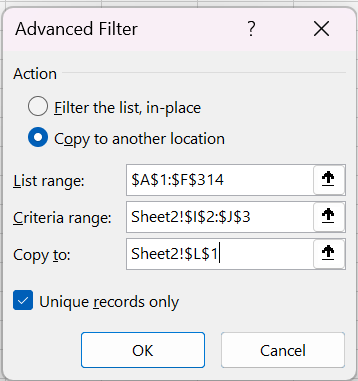 Advanced Filter ?
Action
Filter the list, in-place
Copy to another location
List range: $A$1:$F$314
Criteria range: Sheet2!$I$2:$J$3
Copy to: Sheet2!$L$1
Unique records only
OK Cancel